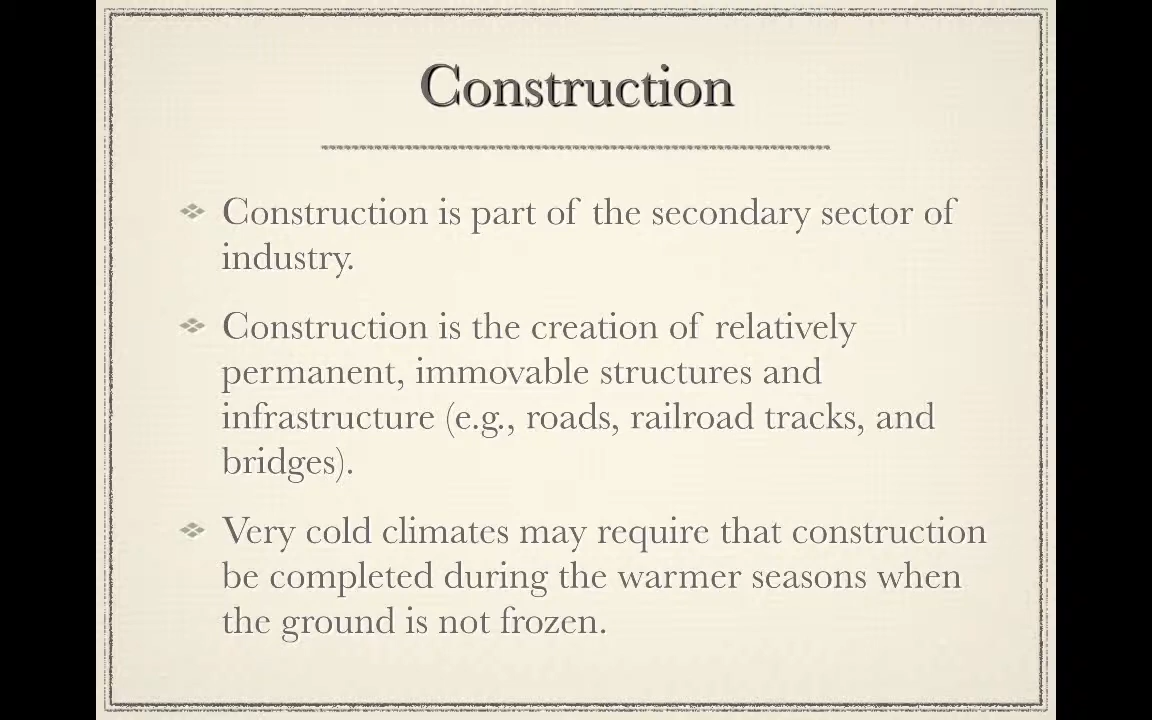 Construction
Construction is part of the secondary sector of
industry.
Construction is the creation of relatively
permanent, immovable structures and
infrastructure (e.g., roads, railroad tracks, and
bridges).
Very cold climates may require that construction
be completed during the warmer seasons when
the ground is not frozen.